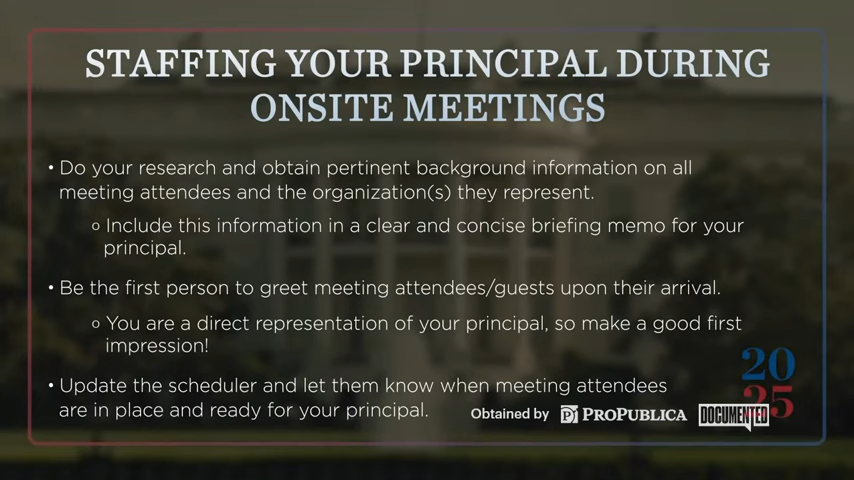 STAFFING YOUR PRINCIPAL DURING
ONSITE MEETINGS
• Do your research and obtain pertinent background information on all
meeting attendees and the organization(s) they represent.
o Include this information in a clear and concise briefing memo for your
principal.
• Be the first person to greet meeting attendees/guests upon their arrival.
o You are a direct representation of your principal, so make a good first
impression!
• Update the scheduler and let them know when meeting attendees
are in place and ready for your principal.
20
25
Obtained by PROPUBLICA DOCUMENTED